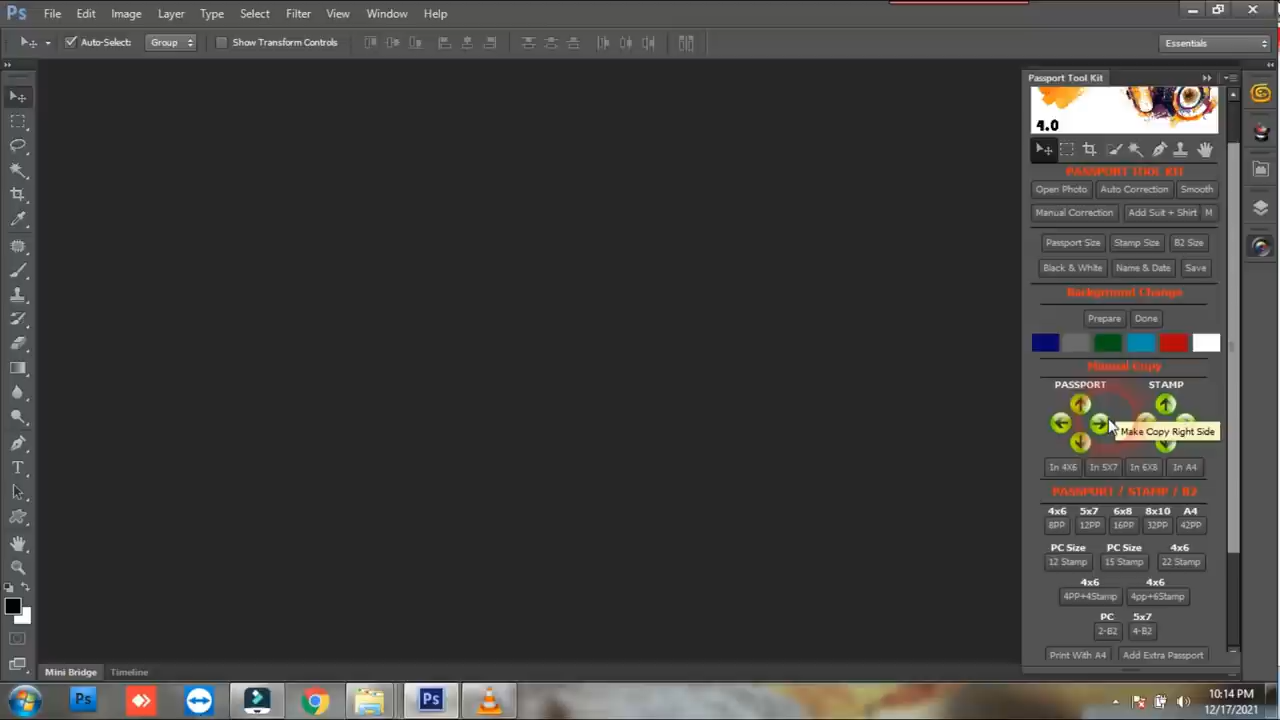 Ps File Edit Image Layer Type Select Filter View Window Help
Auto-Select: Group Show Transform Controls Essentials
Passport Tool Kit
4.0
PASSPORT TOOL KIT
Open Photo Auto Correction Smooth
Manual Correction Add Suit + Shirt M
Passport Size Stamp Size B2 Size
Black & White Name & Date Save
Background Change
Prepare Done
Manual Copy
PASSPORT STAMP
Make Copy Right Side
In 4X6 In 5X7 In 6X8 In A4
PASSPORT / STAMP / B2
4x6 5x7 6x8 8x10 A4
8PP 12PP 16PP 32PP 42PP
PC Size PC Size 4x6
12 Stamp 15 Stamp 22 Stamp
4x6 4x6
4PP+4Stamp 4pp+6Stamp
PC 5x7
2-B2 4-B2
Print With A4 Add Extra Passport
Mini Bridge Timeline
Ps Ps
10:14 PM
12/17/2021